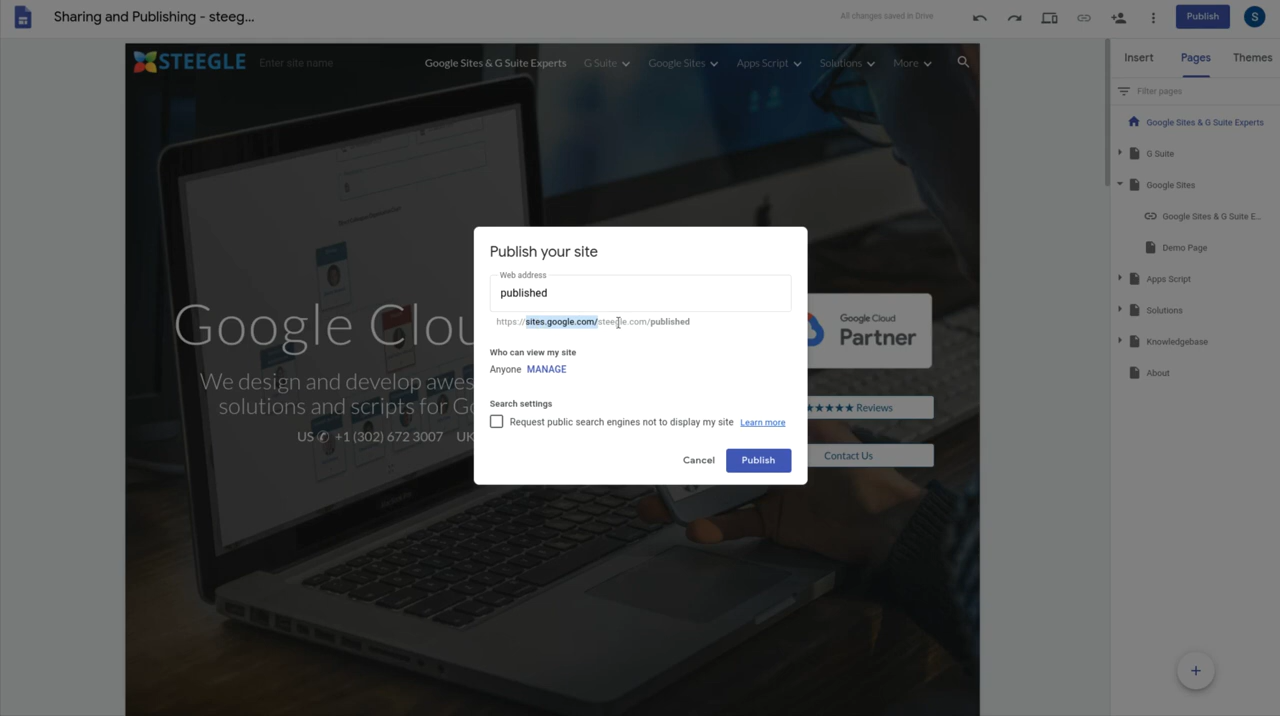 Sharing and Publishing - steeg...
All changes saved in Drive
Publish
S
STEEGLE
Enter site name
Google Sites & G Suite Experts
G Suite
Google Sites
Apps Script
Solutions
More
Insert
Pages
Themes
Filter pages
Google Sites & G Suite Experts
G Suite
Google Sites
Google Sites & G Suite E...
Demo Page
Apps Script
Solutions
Knowledgebase
About
Google Clou
We design and develop awes
solutions and scripts for Go
US ✆ +1 (302) 672 3007 UK
Google Cloud
Partner
★★★★★ Reviews
Contact Us
Publish your site
Web address
published
https://sites.google.com/steegle.com/published
Who can view my site
Anyone MANAGE
Search settings
Request public search engines not to display my site Learn more
Cancel
Publish